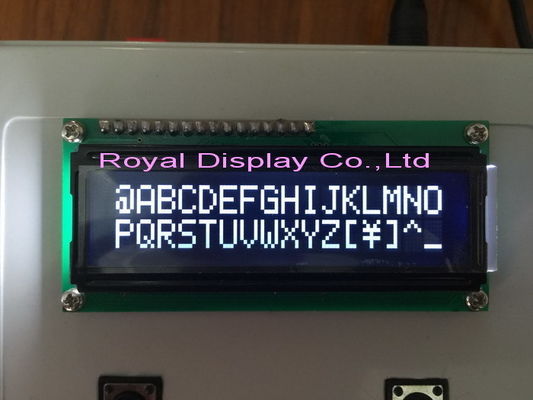 Royal Display Co.,Ltd
@ABCDEFGHIJKLMNO
PQRSTUVWXYZ[¥]^_